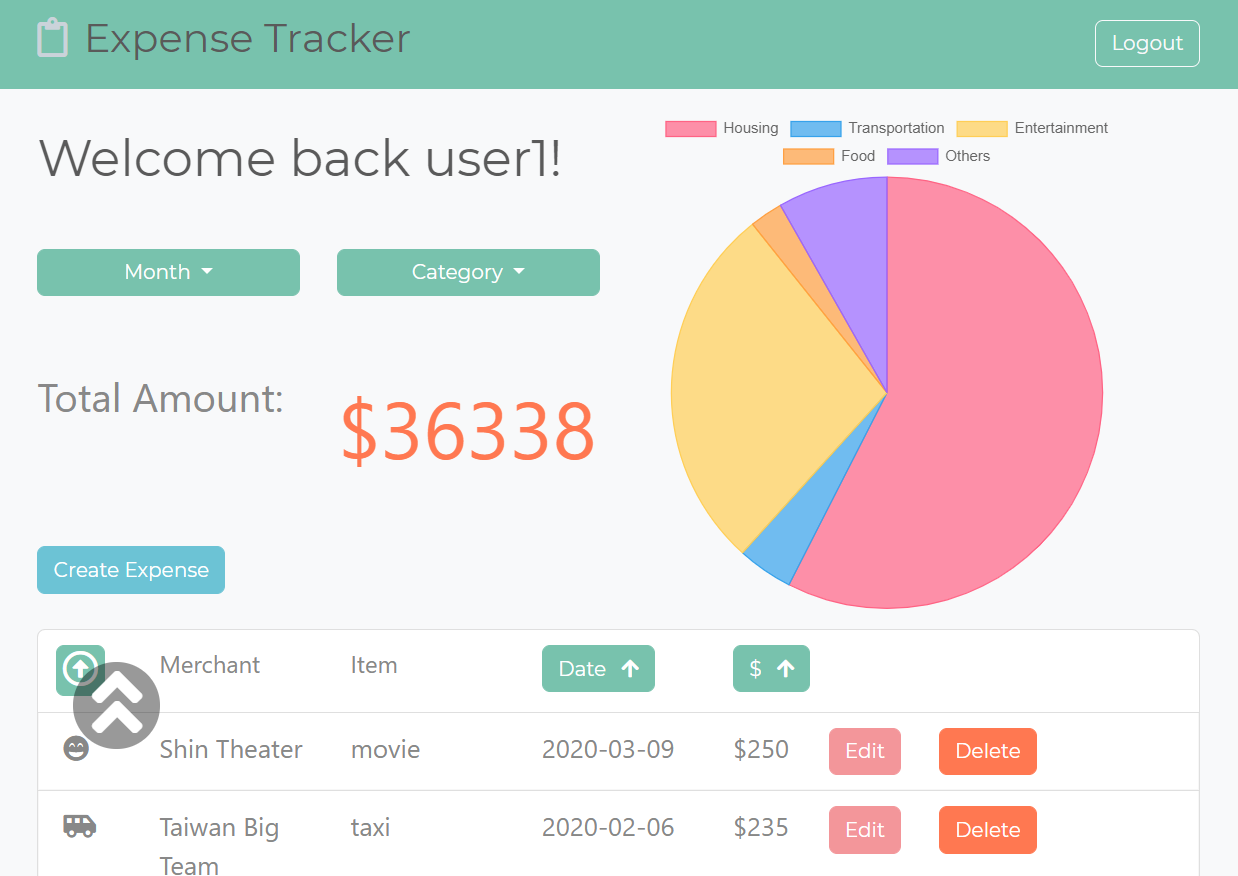 Expense Tracker
Logout
Welcome back user1!
Housing Transportation Entertainment
Food Others
Month Category
Total Amount: $36338
Create Expense
Merchant Item Date $
Shin Theater movie 2020-03-09 $250 Edit Delete
Taiwan Big taxi 2020-02-06 $235 Edit Delete
Team